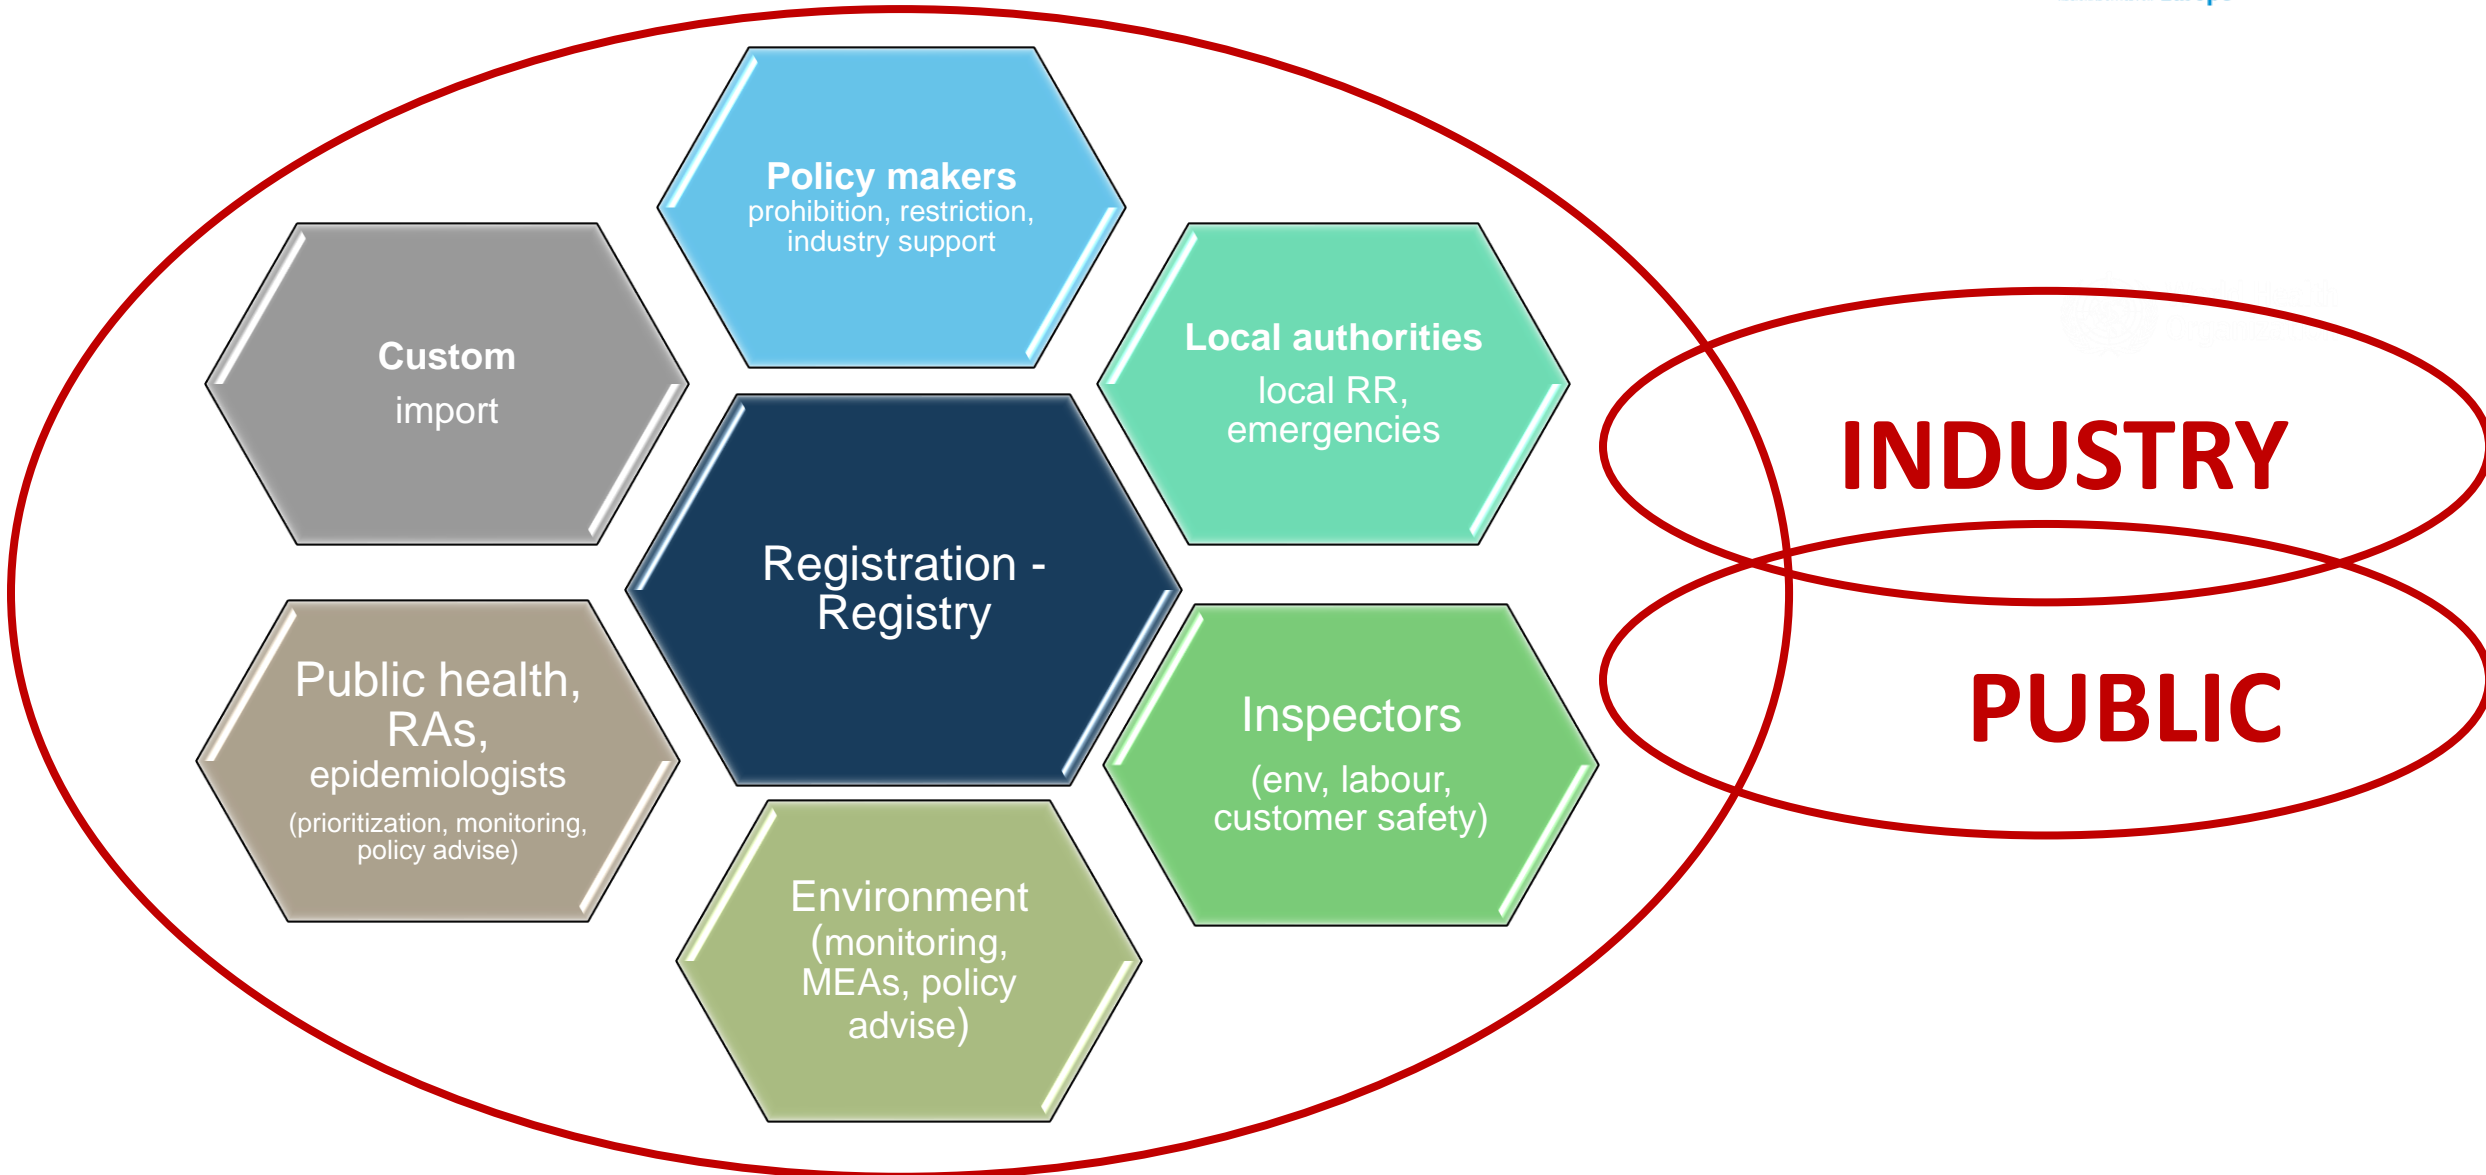 Europe
Policy makers
prohibition, restriction,
industry support
Custom
import
Local authorities
local RR,
emergencies
INDUSTRY
Registration -
Registry
Public health,
RAs,
epidemiologists
(prioritization, monitoring,
policy advise)
Inspectors
(env, labour,
customer safety)
PUBLIC
Environment
(monitoring,
MEAs, policy
advise)